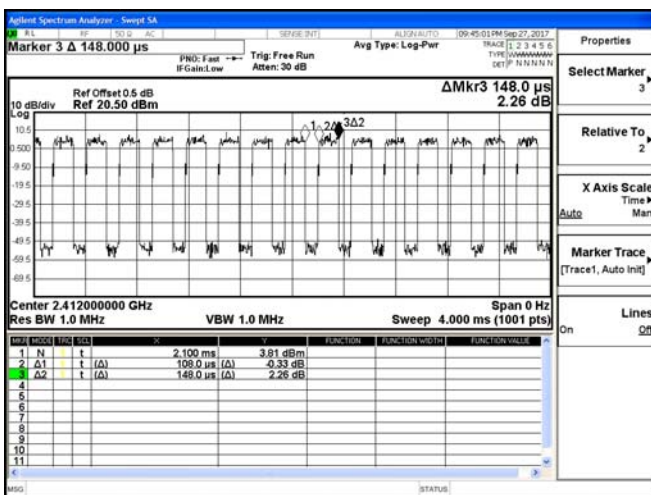 Agilent Spectrum Analyzer - Swept SA
RL RF 50 Ω AC SENSE:INT ALIGNAUTO 09:45:01 PM Sep 27, 2017
Marker 3 Δ 148.000 µs
PNO: Fast
IFGain:Low
Trig: Free Run
Atten: 30 dB
Avg Type: Log-Pwr
TRACE 1 2 3 4 5 6
TYPE
DET P N N N N N
Ref Offset 0.5 dB
10 dB/div Ref 20.50 dBm
ΔMkr3 148.0 µs
2.26 dB
Log
1 2Δ1 3Δ2
10.5
0.500
-9.50
-19.5
-29.5
-39.5
-49.5
-59.5
-69.5
Center 2.412000000 GHz Span 0 Hz
Res BW 1.0 MHz VBW 1.0 MHz Sweep 4.000 ms (1001 pts)
MKR MODE TRC SCL X Y FUNCTION FUNCTION WIDTH FUNCTION VALUE
1 N 1 t 2.100 ms 3.81 dBm
2 Δ1 1 t (Δ) 108.0 µs (Δ) -0.33 dB
3 Δ2 1 t (Δ) 148.0 µs (Δ) 2.26 dB
4
5
6
7
8
9
10
11
MSG STATUS
Properties
Select Marker
3
Relative To
2
X Axis Scale
Time
Auto Man
Marker Trace
[Trace1, Auto Init]
Lines
On Off